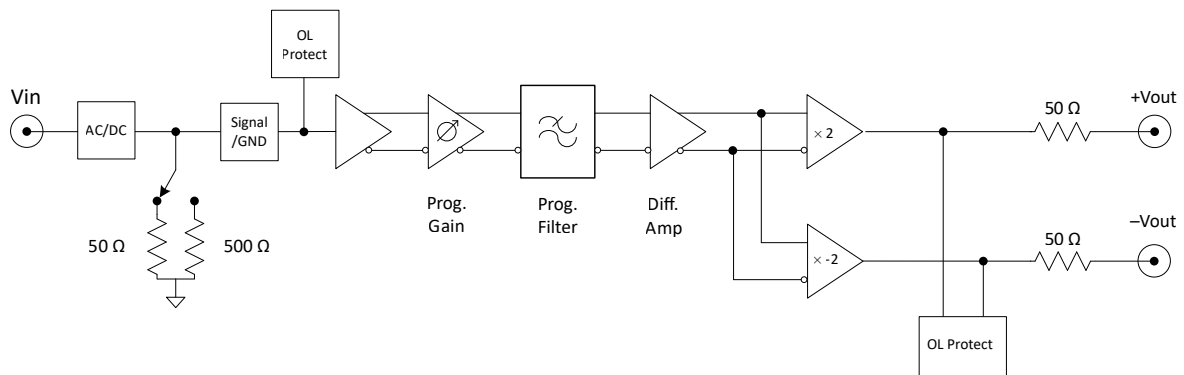 OL
Protect
Vin
AC/DC
Signal
/GND
50 Ω
500 Ω
Prog.
Gain
Prog.
Filter
Diff.
Amp
× 2
50 Ω
+Vout
× -2
50 Ω
–Vout
OL Protect